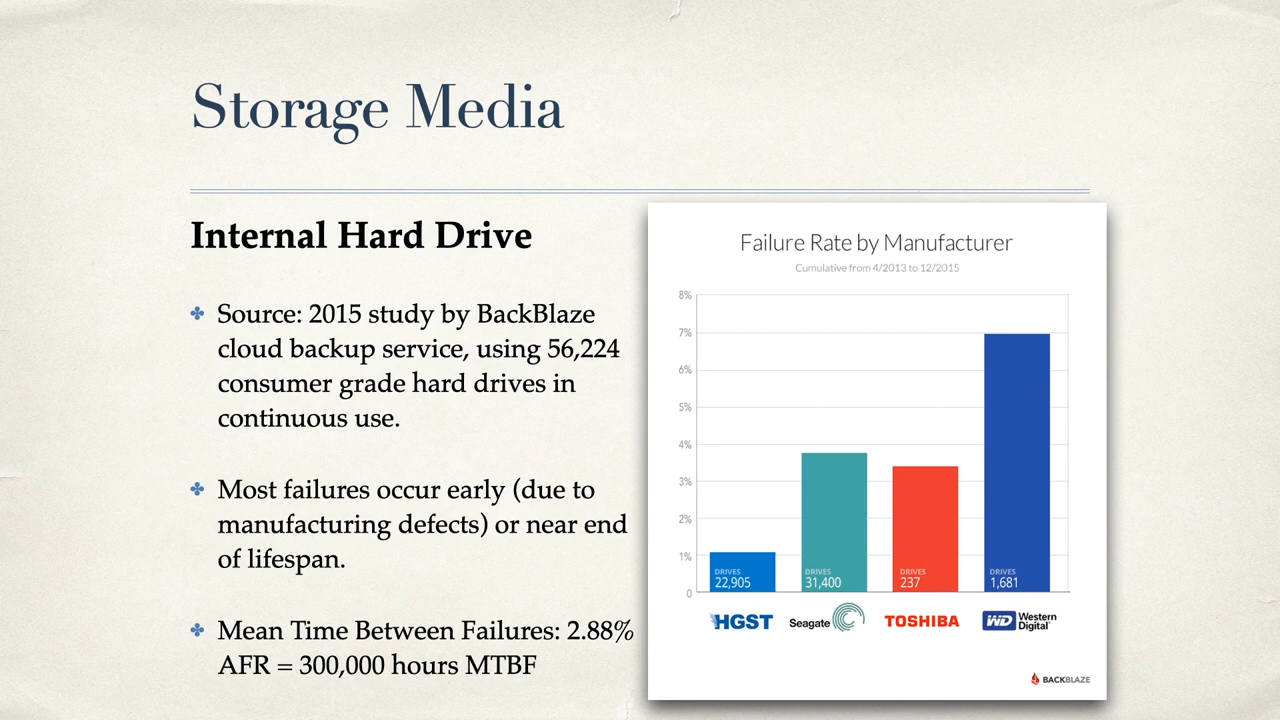 Storage Media
Internal Hard Drive
Source: 2015 study by BackBlaze
cloud backup service, using 56,224
consumer grade hard drives in
continuous use.
Most failures occur early (due to
manufacturing defects) or near end
of lifespan.
Mean Time Between Failures: 2.88%
AFR = 300,000 hours MTBF
Failure Rate by Manufacturer
Cumulative from 4/2013 to 12/2015
8%
7%
6%
5%
4%
3%
2%
1%
0
DRIVES
22,905
DRIVES
31,400
DRIVES
237
DRIVES
1,681
HGST
Seagate
TOSHIBA
WD Western
Digital
BACKBLAZE